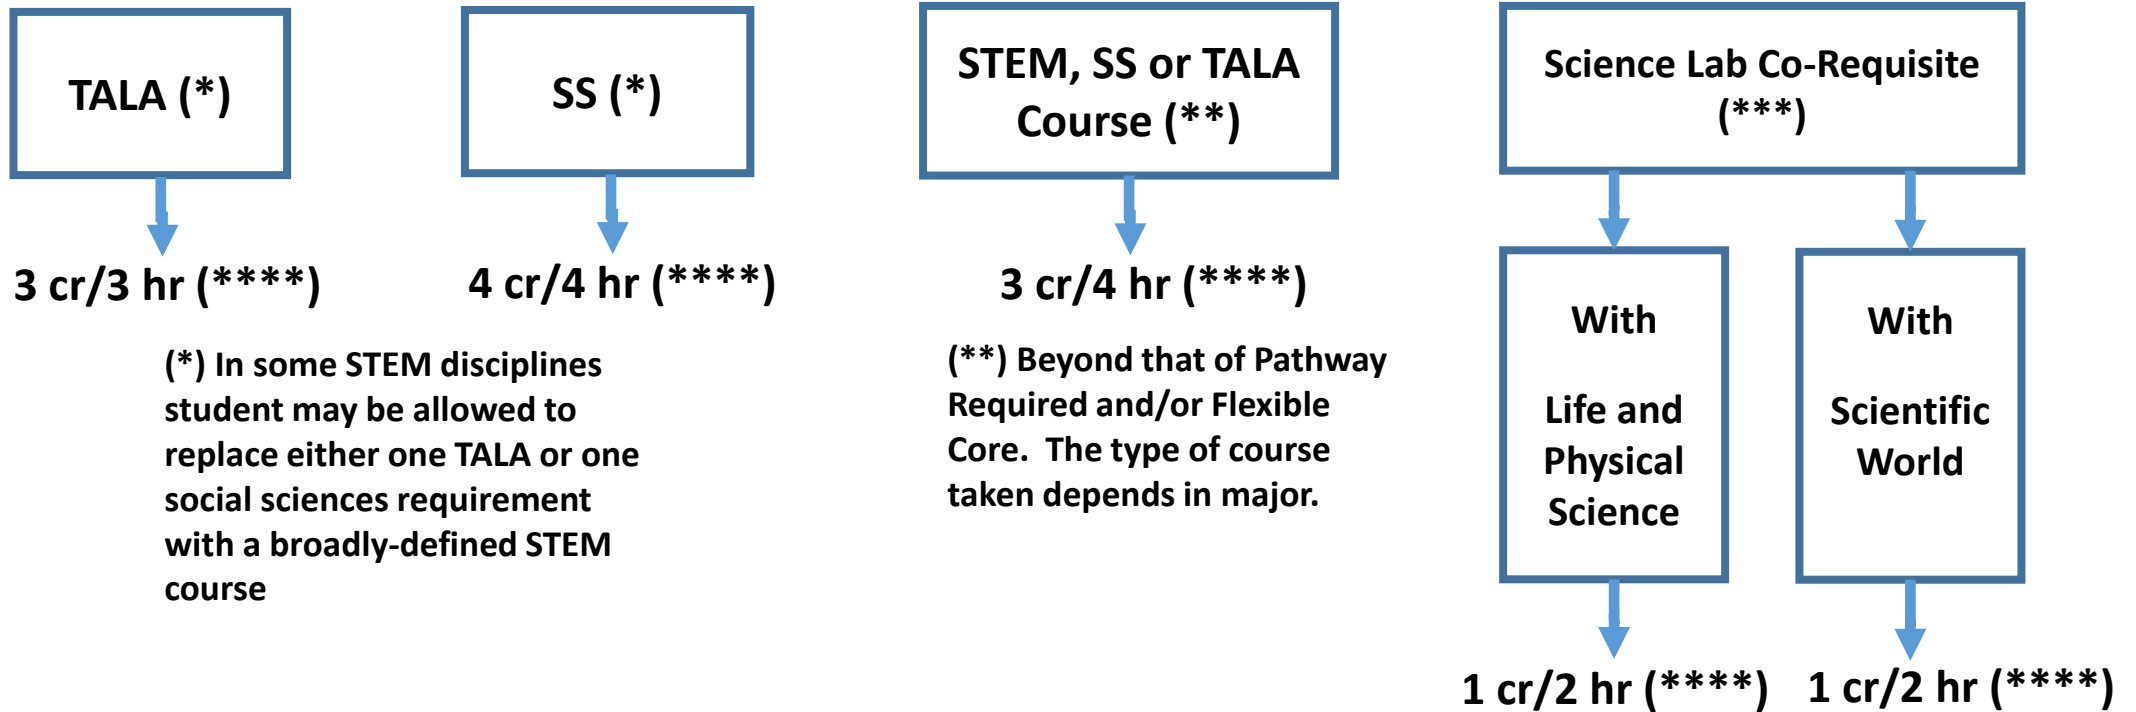 TALA (*)
3 cr/3 hr (****)
SS (*)
4 cr/4 hr (****)
(*) In some STEM disciplines
student may be allowed to
replace either one TALA or one
social sciences requirement
with a broadly-defined STEM
course
STEM, SS or TALA
Course (**)
3 cr/4 hr (****)
(**) Beyond that of Pathway
Required and/or Flexible
Core.  The type of course
taken depends in major.
Science Lab Co-Requisite
(***)
With
Life and
Physical
Science
1 cr/2 hr (****)
With
Scientific
World
1 cr/2 hr (****)